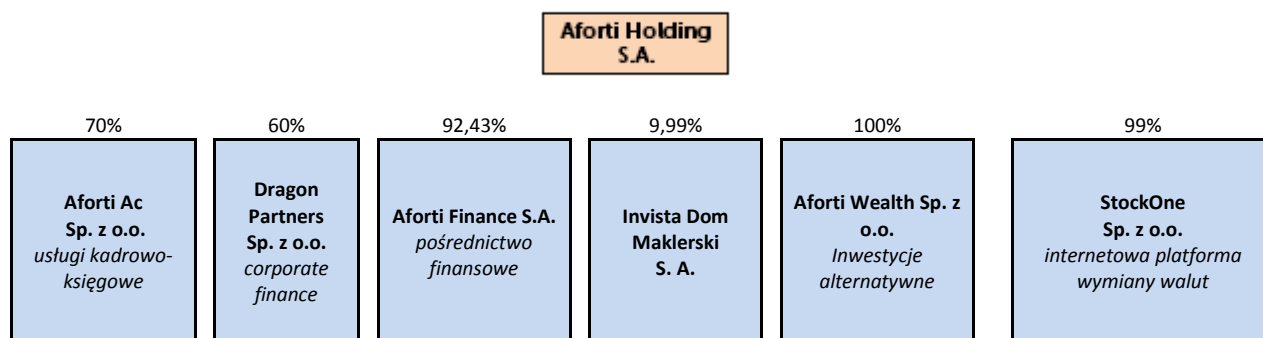 Aforti Holding
S.A.
70%
60%
92,43%
9,99%
100%
99%
Aforti Ac
Sp. z o.o.
usługi kadrowo-
księgowe
Dragon
Partners
Sp. z o.o.
corporate
finance
Aforti Finance S.A.
pośrednictwo
finansowe
Invista Dom
Maklerski
S. A.
Aforti Wealth Sp. z
o.o.
Inwestycje
alternatywne
StockOne
Sp. z o.o.
internetowa platforma
wymiany walut